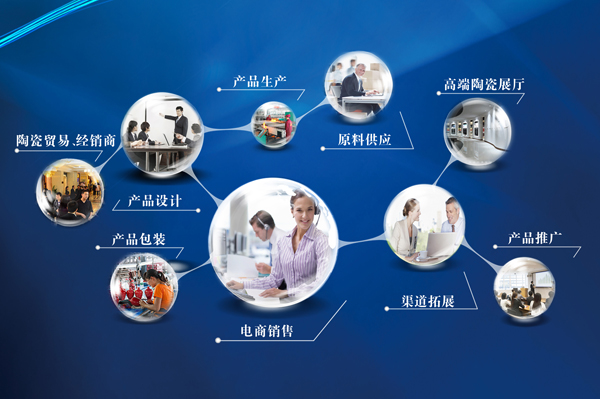 产品生产
高端陶瓷展厅
陶瓷贸易、经销商
原料供应
产品设计
产品包装
产品推广
渠道拓展
电商销售